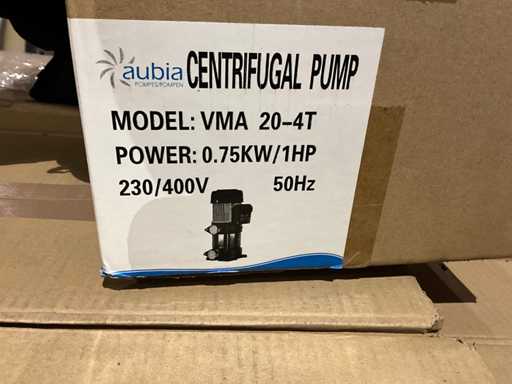 aubia CENTRIFUGAL PUMP
POMPES/POMPEN
MODEL: VMA 20-4T
POWER: 0.75KW/1HP
230/400V 50Hz